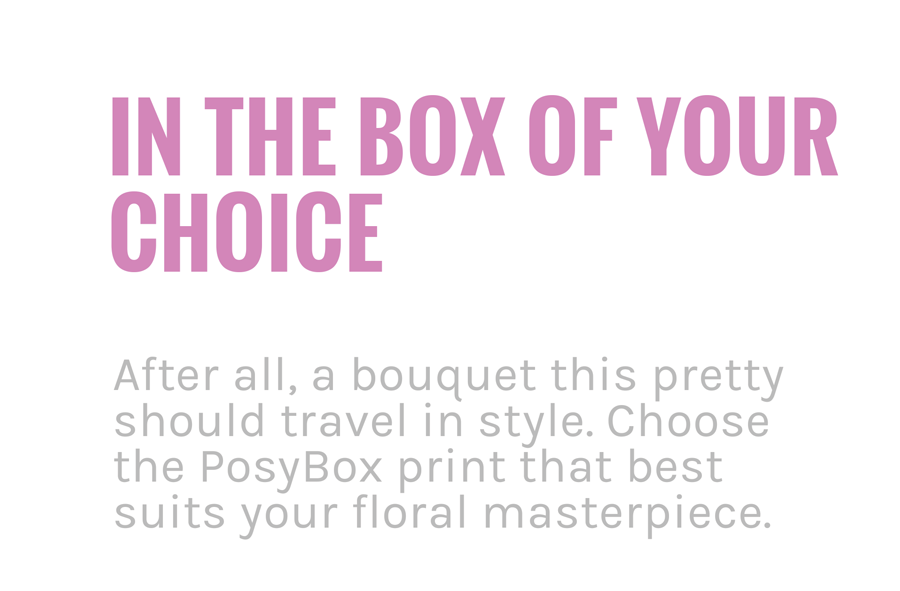 IN THE BOX OF YOUR
CHOICE
After all, a bouquet this pretty
should travel in style. Choose
the PosyBox print that best
suits your floral masterpiece.